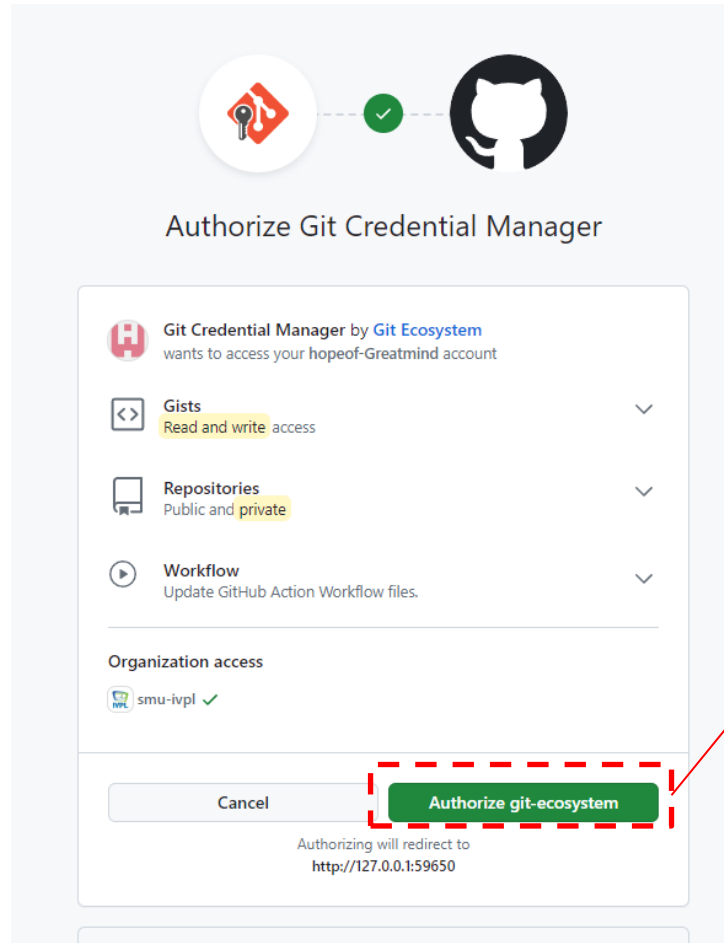 Authorize Git Credential Manager
Git Credential Manager by Git Ecosystem
wants to access your hopeof-Greatmind account
Gists
Read and write access
Repositories
Public and private
Workflow
Update GitHub Action Workflow files.
Organization access
IVPL smu-ivpl
Cancel
Authorize git-ecosystem
Authorizing will redirect to
http://127.0.0.1:59650